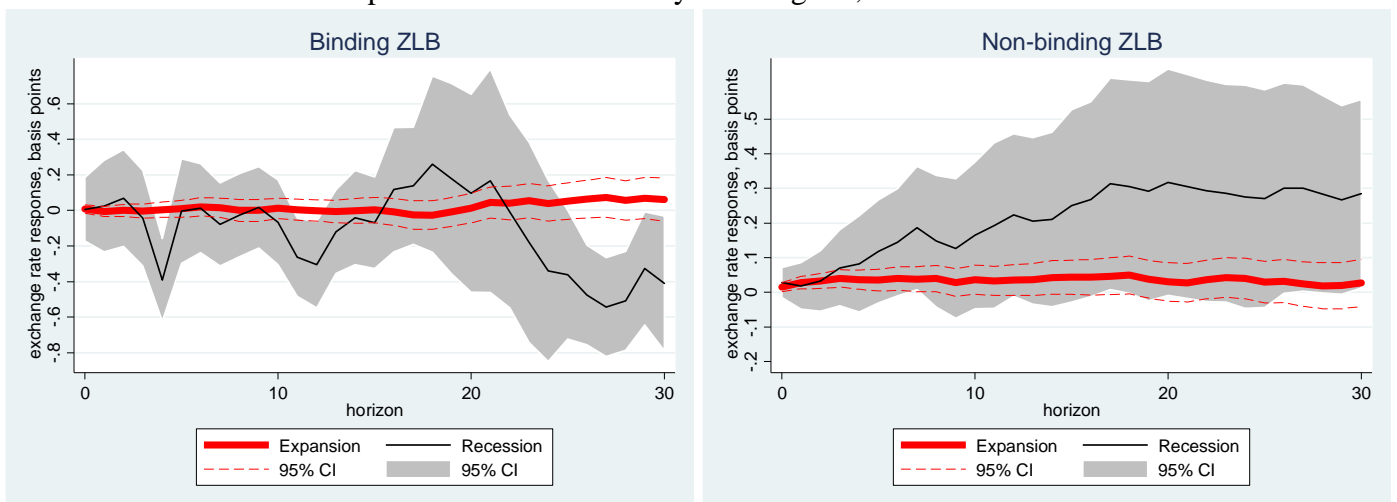 Binding ZLB
exchange rate response, basis points
.6
.4
.2
0
-.2
-.4
-.6
-.8
0 10 20 30
horizon
Expansion Recession
95% CI 95% CI
Non-binding ZLB
exchange rate response, basis points
.5
.4
.3
.2
.1
0
-.1
-.2
0 10 20 30
horizon
Expansion Recession
95% CI 95% CI